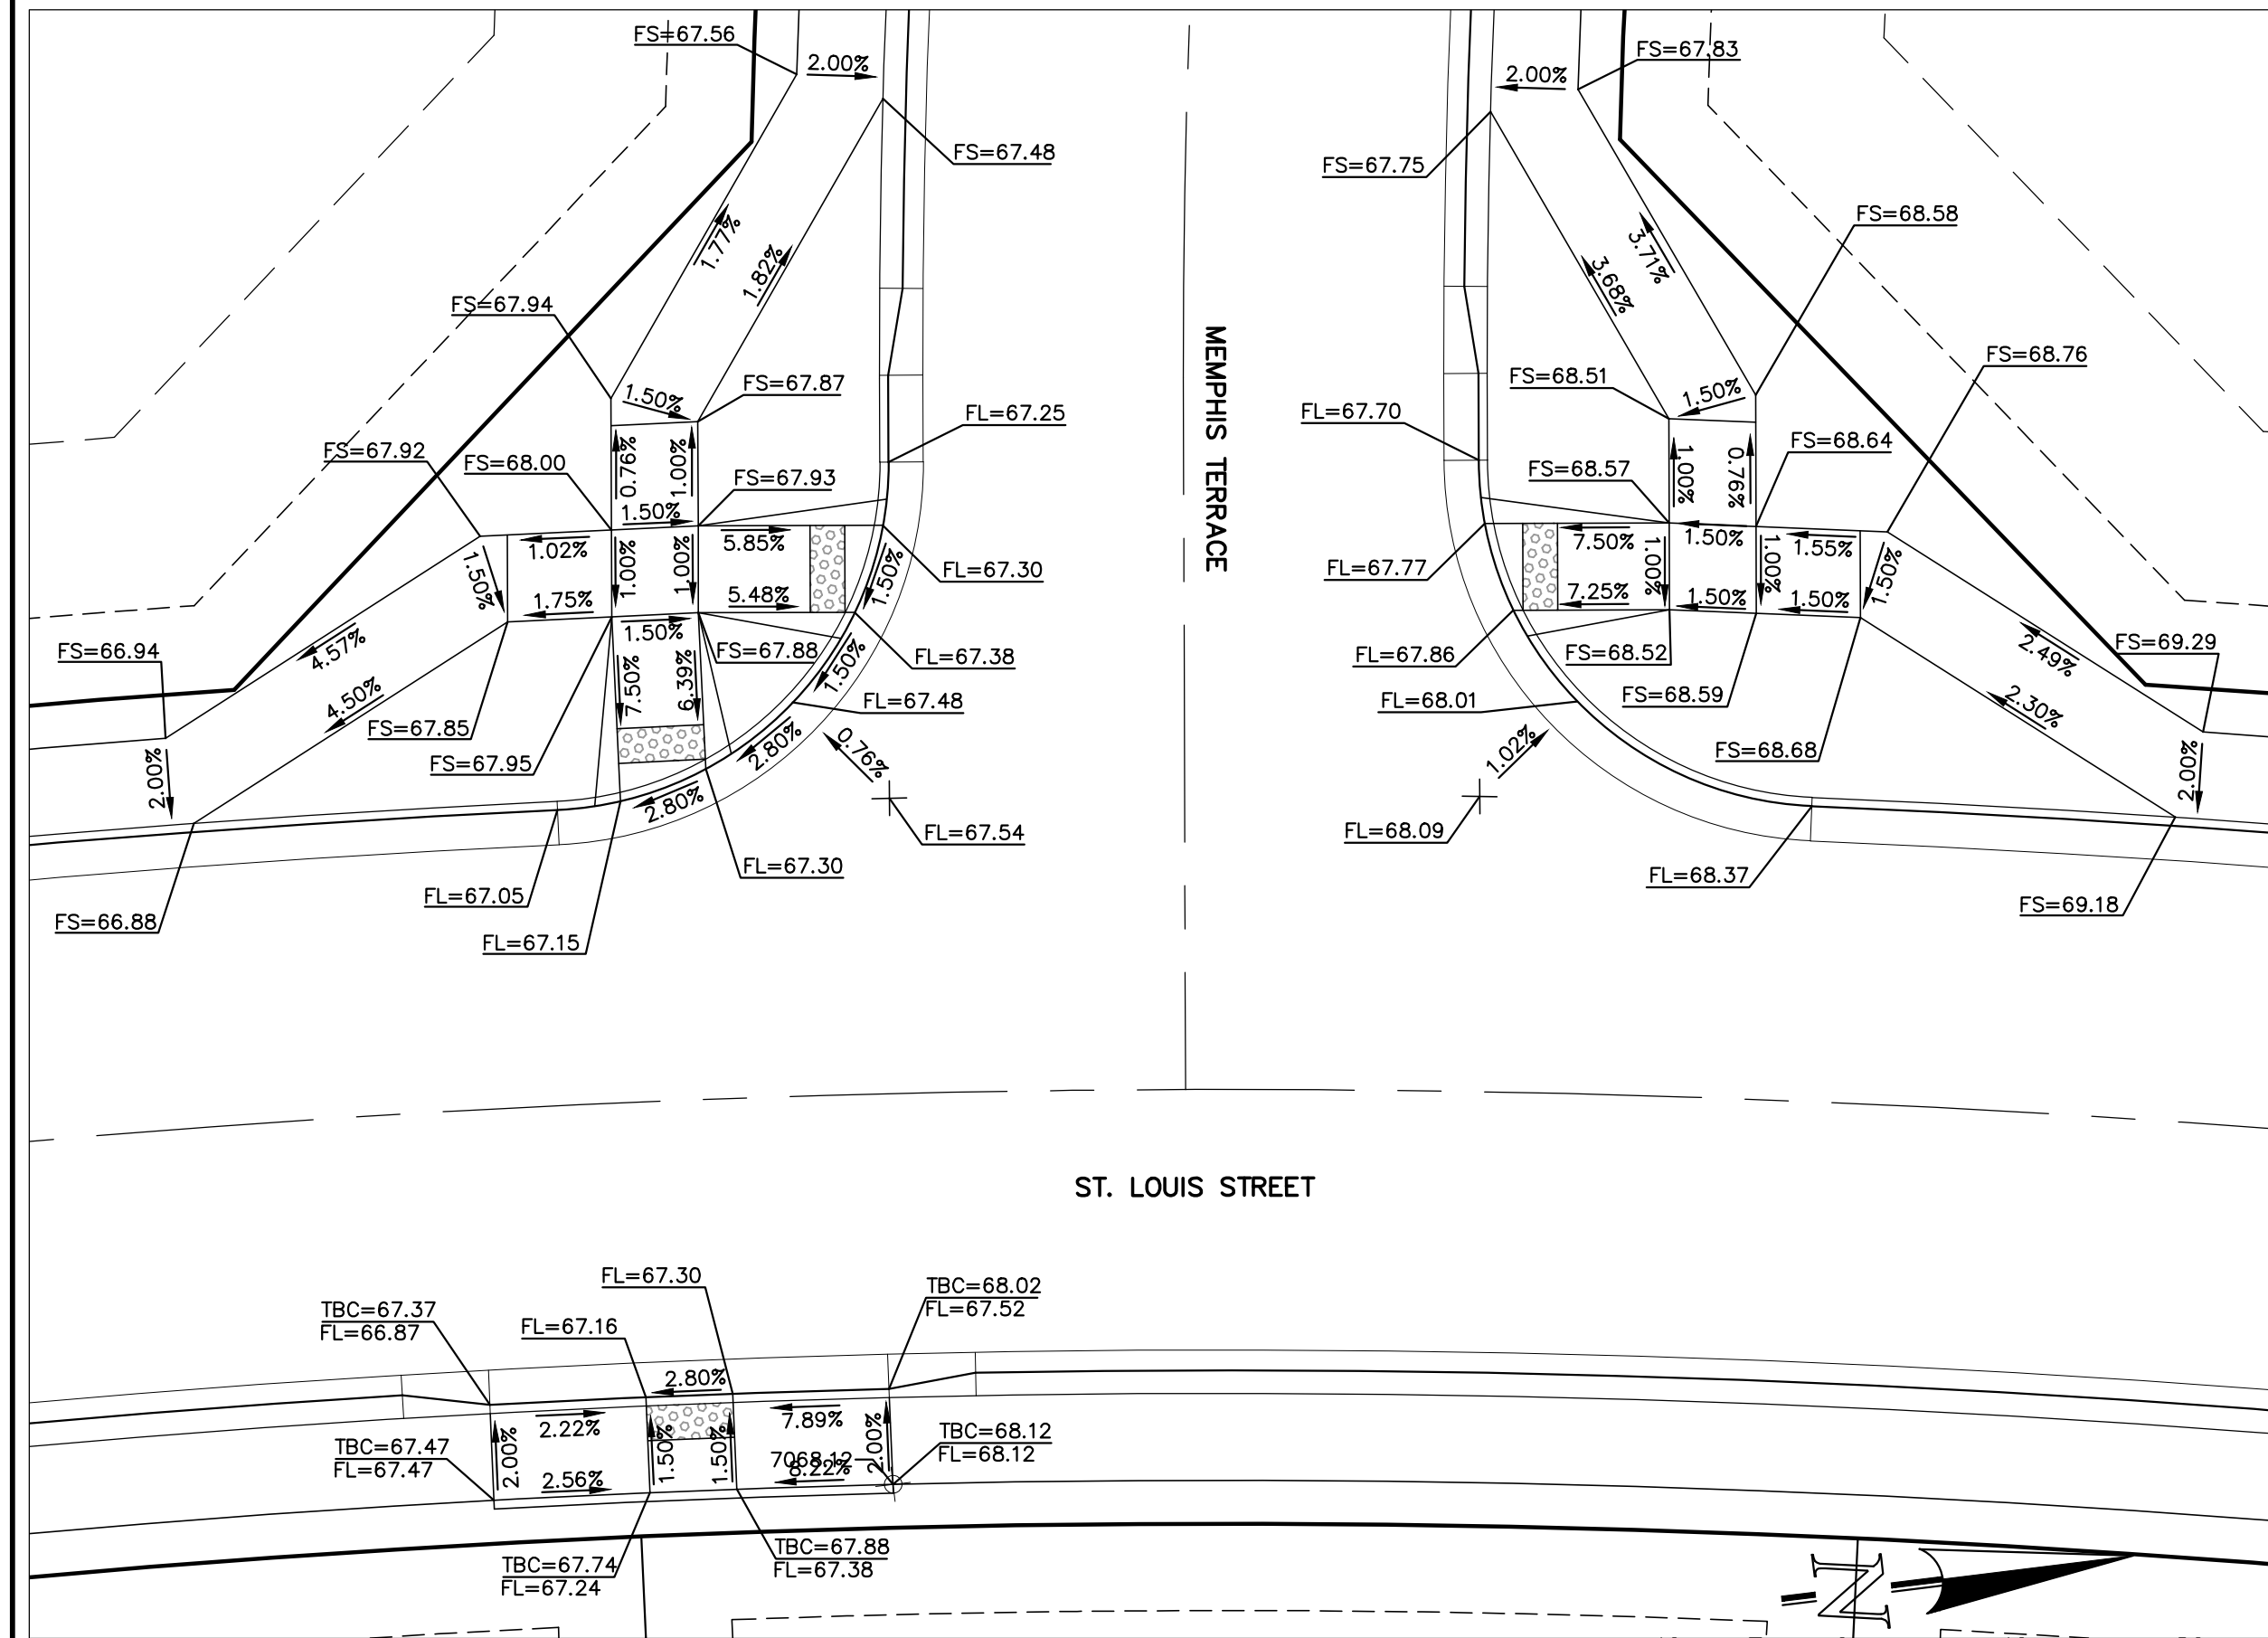 FS=67.56
2.00%
FS=67.48
1.77%
1.82%
FS=67.94
FS=67.87
1.50%
FL=67.25
FS=67.92
FS=68.00
0.76%
1.00%
FS=67.93
1.50%
1.02%
1.00%
1.00%
5.85%
1.50%
FL=67.30
1.50%
1.75%
5.48%
1.50%
FS=67.88
FL=67.38
1.50%
FL=67.48
4.57%
FS=66.94
4.50%
7.50%
6.39%
FS=67.85
FS=67.95
2.00%
2.80%
0.76%
2.80%
FL=67.54
FL=67.30
FL=67.05
FS=66.88
FL=67.15
MEMPHIS TERRACE
FS=67.83
2.00%
FS=67.75
3.71%
3.68%
FS=68.58
FS=68.76
FS=68.51
1.50%
FL=67.70
FS=68.57
1.00%
0.76%
FS=68.64
7.50%
1.50%
1.55%
1.00%
1.00%
1.50%
FL=67.77
7.25%
1.50%
1.50%
FL=67.86
FS=68.52
FS=69.29
2.49%
FL=68.01
FS=68.59
2.30%
1.02%
FS=68.68
2.00%
FL=68.09
FL=68.37
FS=69.18
ST. LOUIS STREET
FL=67.30
TBC=68.02
FL=67.52
TBC=67.37
FL=66.87
FL=67.16
2.80%
2.22%
7.89%
2.00%
1.50%
1.50%
2.00%
TBC=68.12
FL=68.12
TBC=67.47
FL=67.47
7068.12
8.22%
2.56%
TBC=67.88
FL=67.38
TBC=67.74
FL=67.24
N